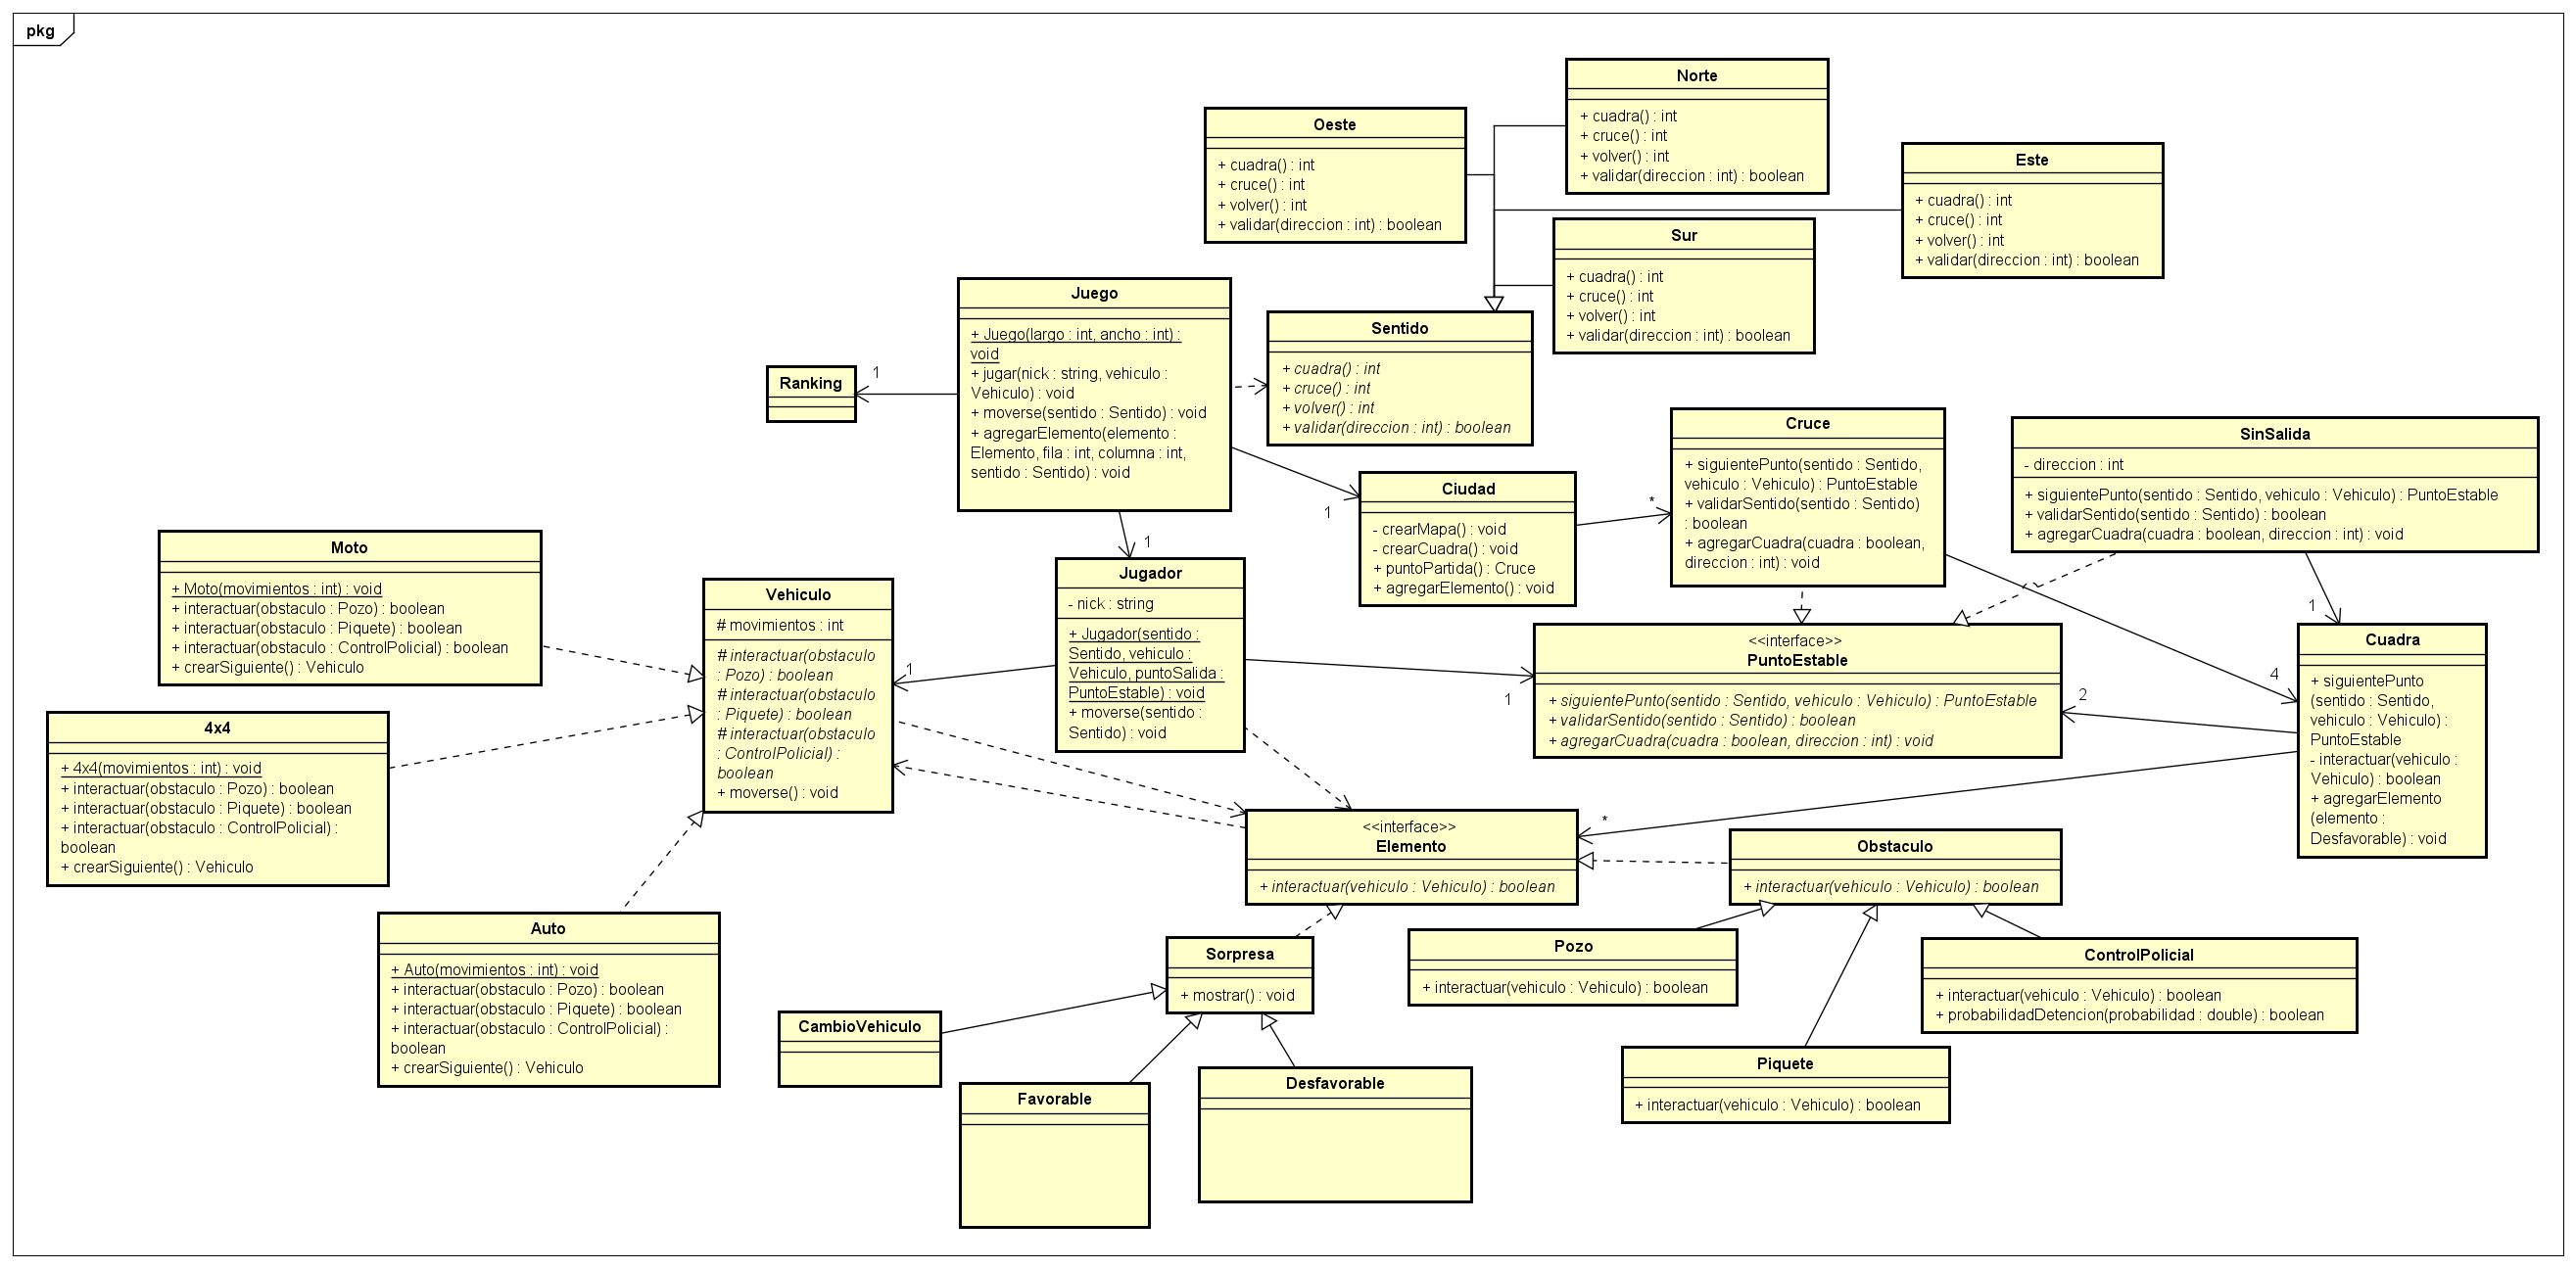 pkg
Norte
+ cuadra() : int
+ cruce() : int
+ volver() : int
+ validar(direccion : int) : boolean
Oeste
+ cuadra() : int
+ cruce() : int
+ volver() : int
+ validar(direccion : int) : boolean
Este
+ cuadra() : int
+ cruce() : int
+ volver() : int
+ validar(direccion : int) : boolean
Sur
+ cuadra() : int
+ cruce() : int
+ volver() : int
+ validar(direccion : int) : boolean
Juego
+ Juego(largo : int, ancho : int) :
void
+ jugar(nick : string, vehiculo :
Vehiculo) : void
+ moverse(sentido : Sentido) : void
+ agregarElemento(elemento :
Elemento, fila : int, columna : int,
sentido : Sentido) : void
Sentido
+ cuadra() : int
+ cruce() : int
+ volver() : int
+ validar(direccion : int) : boolean
Ranking
1
Cruce
+ siguientePunto(sentido : Sentido,
vehiculo : Vehiculo) : PuntoEstable
+ validarSentido(sentido : Sentido)
: boolean
+ agregarCuadra(cuadra : boolean,
direccion : int) : void
SinSalida
- direccion : int
+ siguientePunto(sentido : Sentido, vehiculo : Vehiculo) : PuntoEstable
+ validarSentido(sentido : Sentido) : boolean
+ agregarCuadra(cuadra : boolean, direccion : int) : void
Ciudad
- crearMapa() : void
- crearCuadra() : void
+ puntoPartida() : Cruce
+ agregarElemento() : void
1
*
Moto
+ Moto(movimientos : int) : void
+ interactuar(obstaculo : Pozo) : boolean
+ interactuar(obstaculo : Piquete) : boolean
+ interactuar(obstaculo : ControlPolicial) : boolean
+ crearSiguiente() : Vehiculo
Vehiculo
# movimientos : int
# interactuar(obstaculo
: Pozo) : boolean
# interactuar(obstaculo
: Piquete) : boolean
# interactuar(obstaculo
: ControlPolicial) :
boolean
+ moverse() : void
1
1
Jugador
- nick : string
+ Jugador(sentido :
Sentido, vehiculo :
Vehiculo, puntoSalida :
PuntoEstable) : void
+ moverse(sentido :
Sentido) : void
1
<<interface>>
PuntoEstable
+ siguientePunto(sentido : Sentido, vehiculo : Vehiculo) : PuntoEstable
+ validarSentido(sentido : Sentido) : boolean
+ agregarCuadra(cuadra : boolean, direccion : int) : void
1
4
2
Cuadra
+ siguientePunto
(sentido : Sentido,
vehiculo : Vehiculo) :
PuntoEstable
- interactuar(vehiculo :
Vehiculo) : boolean
+ agregarElemento
(elemento :
Desfavorable) : void
4x4
+ 4x4(movimientos : int) : void
+ interactuar(obstaculo : Pozo) : boolean
+ interactuar(obstaculo : Piquete) : boolean
+ interactuar(obstaculo : ControlPolicial) :
boolean
+ crearSiguiente() : Vehiculo
<<interface>>
Elemento
+ interactuar(vehiculo : Vehiculo) : boolean
*
Obstaculo
+ interactuar(vehiculo : Vehiculo) : boolean
Auto
+ Auto(movimientos : int) : void
+ interactuar(obstaculo : Pozo) : boolean
+ interactuar(obstaculo : Piquete) : boolean
+ interactuar(obstaculo : ControlPolicial) :
boolean
+ crearSiguiente() : Vehiculo
Sorpresa
+ mostrar() : void
Pozo
+ interactuar(vehiculo : Vehiculo) : boolean
ControlPolicial
+ interactuar(vehiculo : Vehiculo) : boolean
+ probabilidadDetencion(probabilidad : double) : boolean
CambioVehiculo
Piquete
+ interactuar(vehiculo : Vehiculo) : boolean
Favorable
Desfavorable